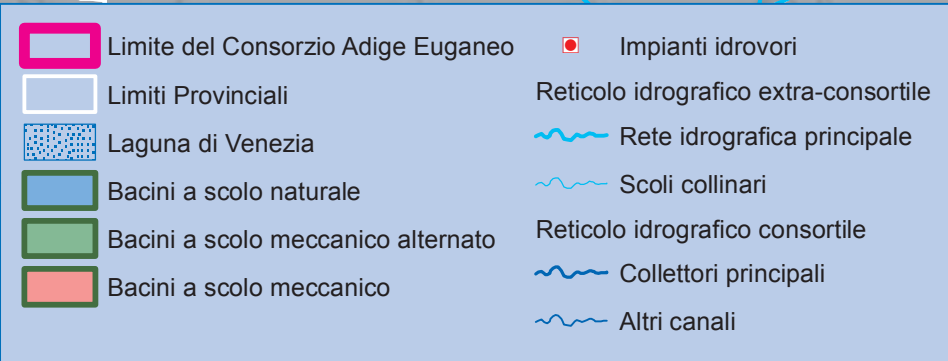 Limite del Consorzio Adige Euganeo
Limiti Provinciali
Laguna di Venezia
Bacini a scolo naturale
Bacini a scolo meccanico alternato
Bacini a scolo meccanico
Impianti idrovori
Reticolo idrografico extra-consortile
Rete idrografica principale
Scoli collinari
Reticolo idrografico consortile
Collettori principali
Altri canali